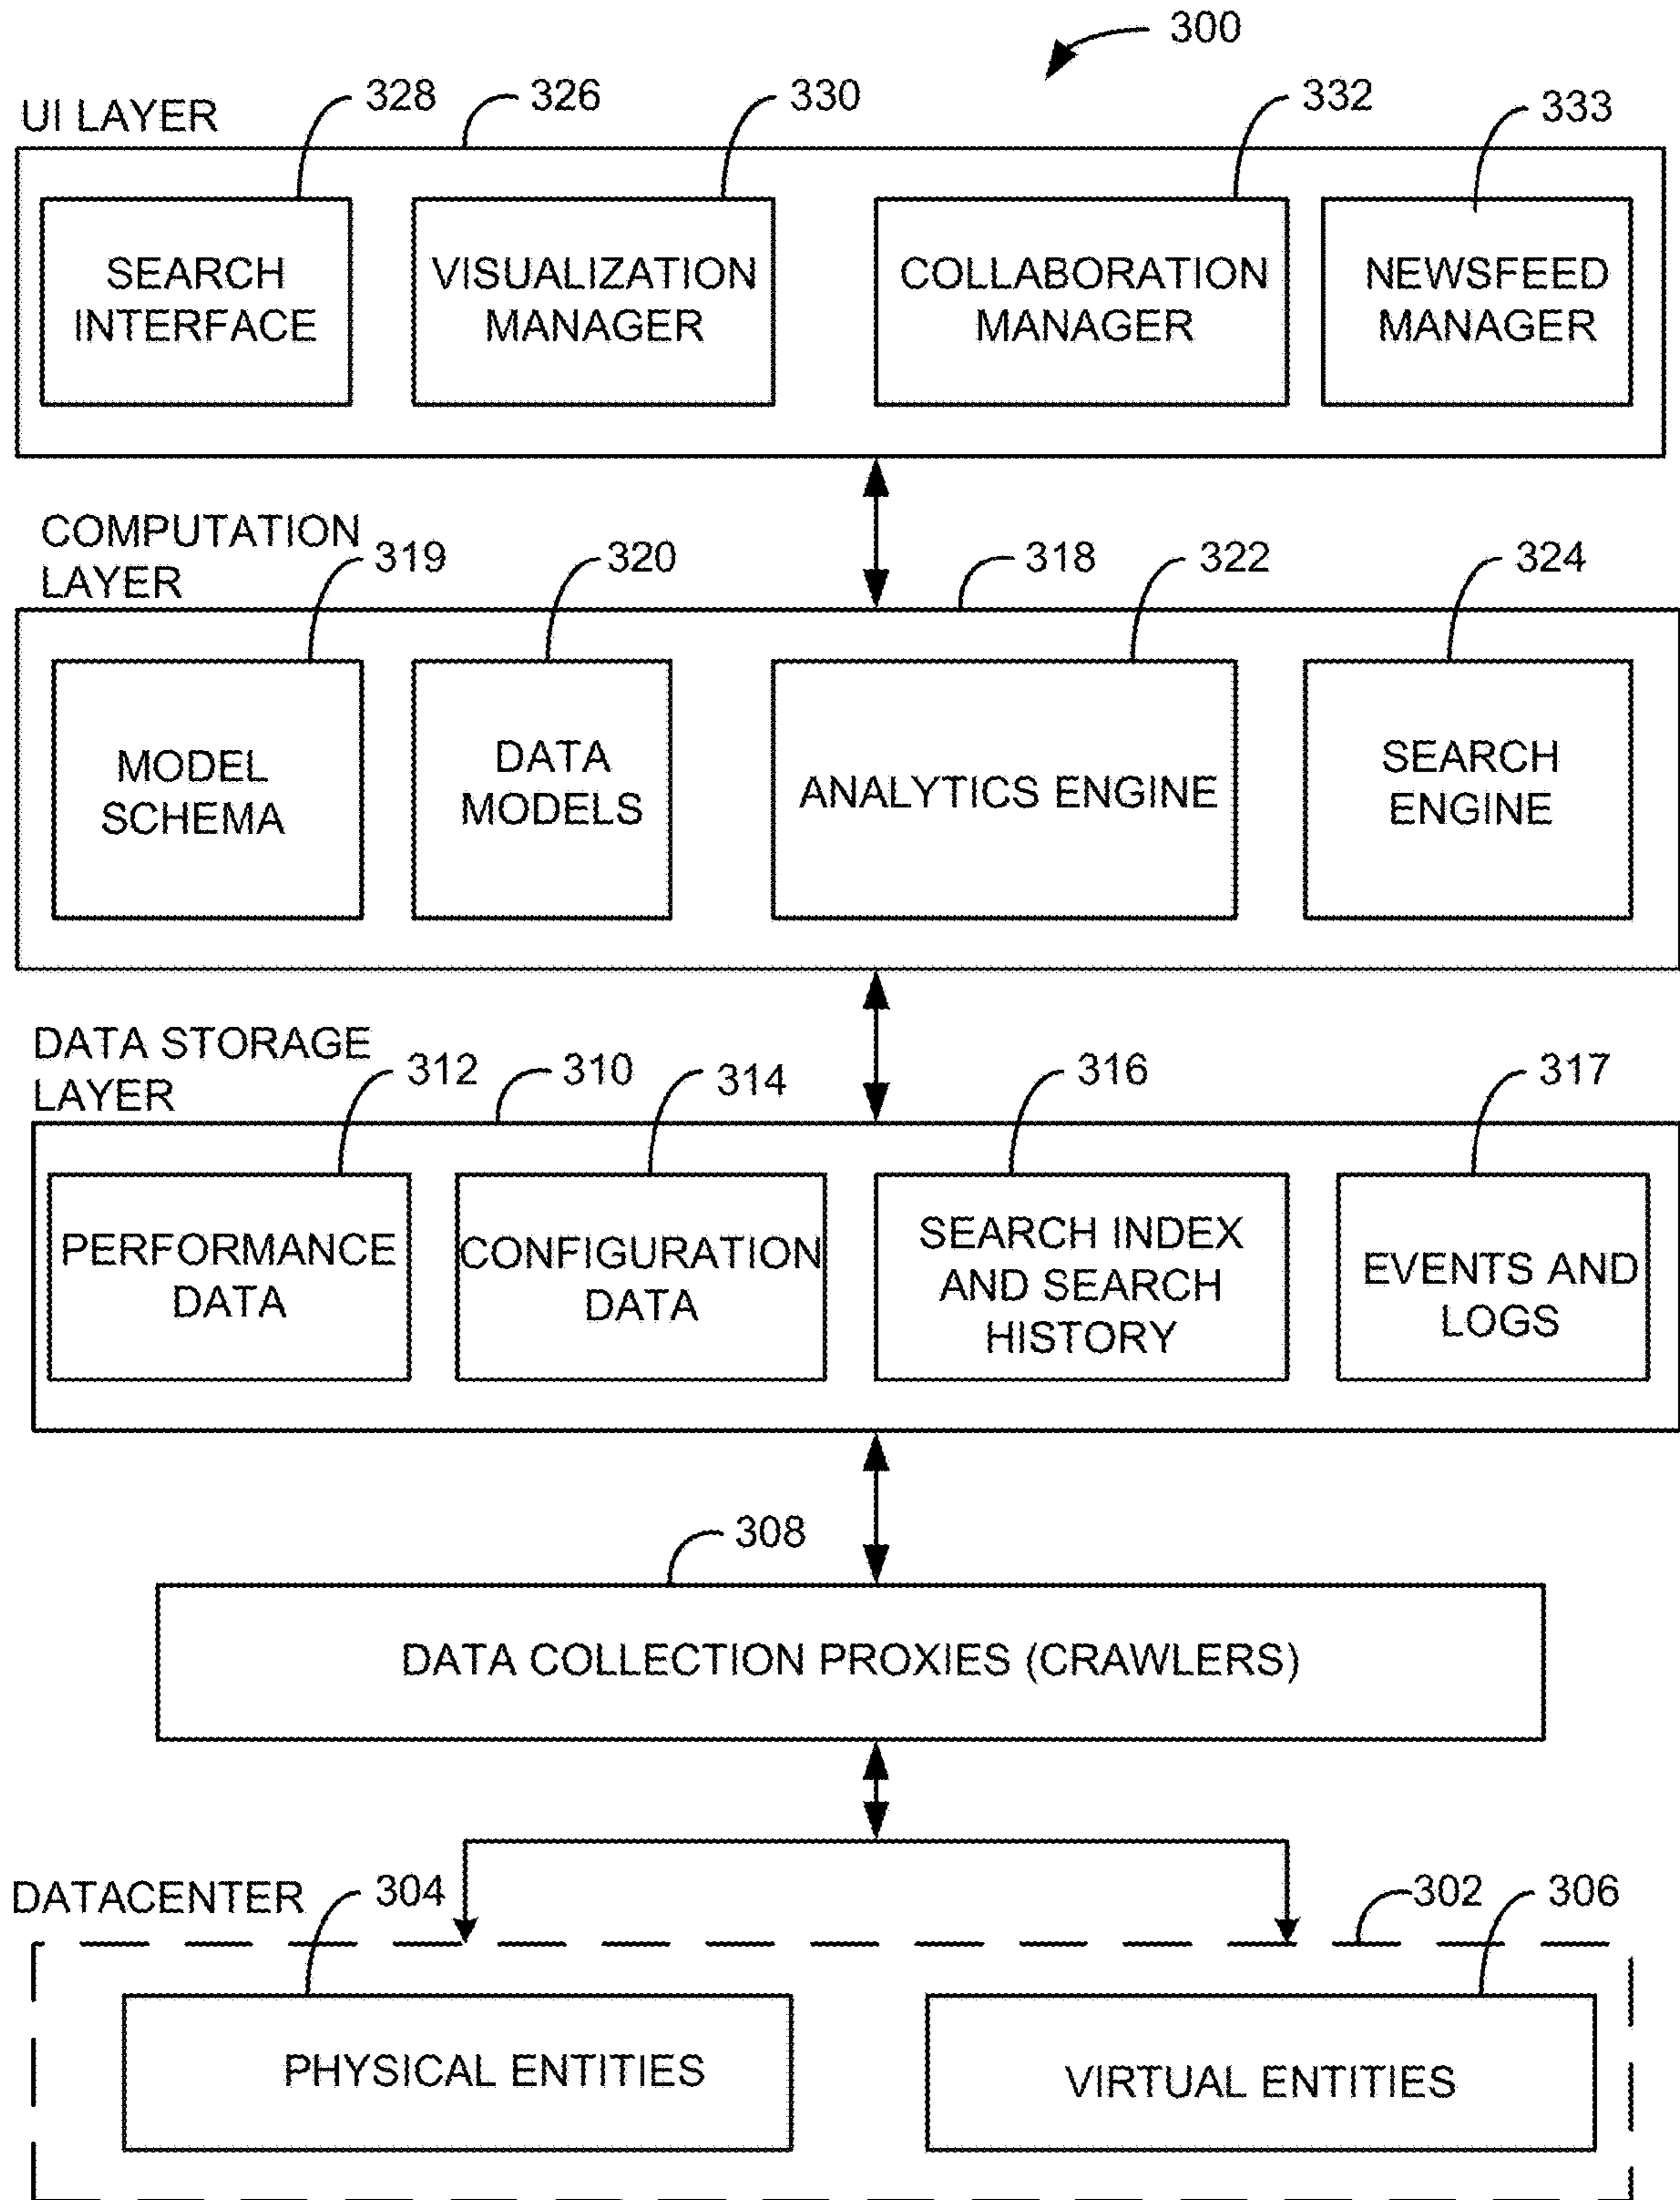 300
UI LAYER
328
326
330
332
333
SEARCH
INTERFACE
VISUALIZATION
MANAGER
COLLABORATION
MANAGER
NEWSFEED
MANAGER
COMPUTATION
LAYER
319
320
318
322
324
MODEL
SCHEMA
DATA
MODELS
ANALYTICS ENGINE
SEARCH
ENGINE
DATA STORAGE
LAYER
312
310
314
316
317
PERFORMANCE
DATA
CONFIGURATION
DATA
SEARCH INDEX
AND SEARCH
HISTORY
EVENTS AND
LOGS
308
DATA COLLECTION PROXIES (CRAWLERS)
DATACENTER
304
302
306
PHYSICAL ENTITIES
VIRTUAL ENTITIES